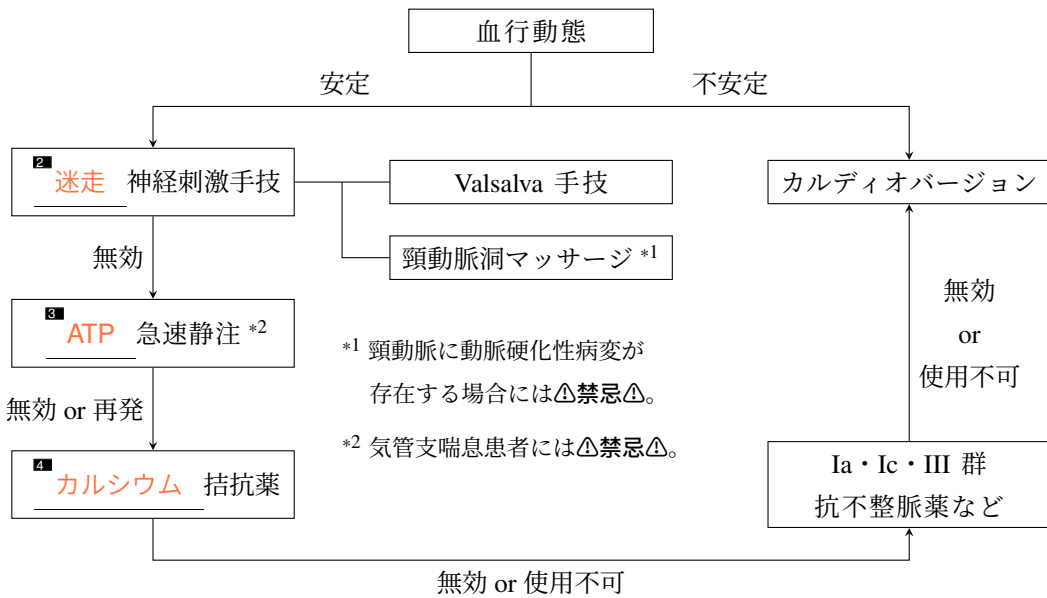 血行動態
安定
不安定
2 迷走 神経刺激手技
Valsalva 手技
カルディオバージョン
頸動脈洞マッサージ *1
無効
3 ATP 急速静注 *2
無効
or
使用不可
*1 頸動脈に動脈硬化性病変が
存在する場合には⚠禁忌⚠。
*2 気管支喘息患者には⚠禁忌⚠。
無効 or 再発
4 カルシウム 拮抗薬
Ia・Ic・III 群
抗不整脈薬など
無効 or 使用不可